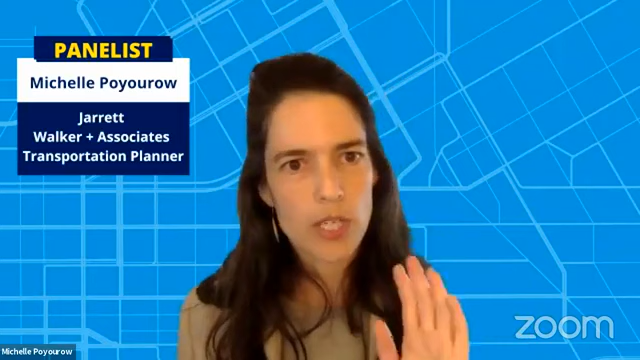 PANELIST
Michelle Poyourow
Jarrett
Walker + Associates
Transportation Planner
Michelle Poyourow
zoom